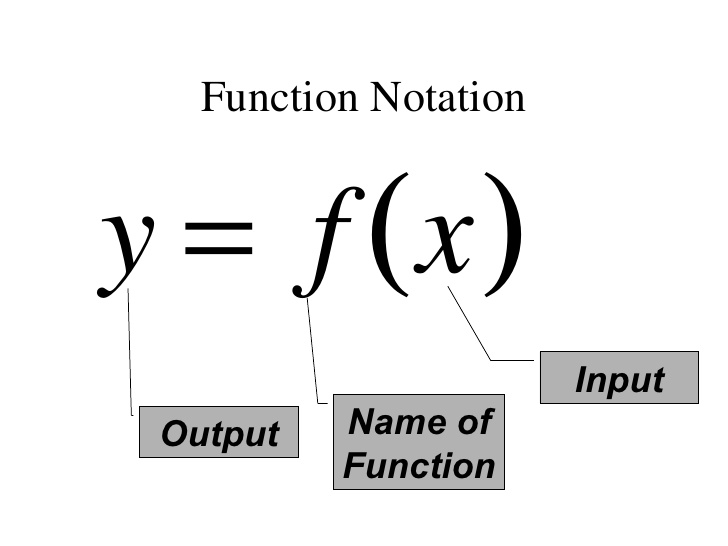 Function Notation
y = f(x)
Input
Output
Name of
Function